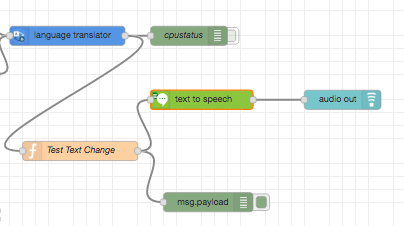 language translator
cpustatus
text to speech
audio out
Test Text Change
msg.payload